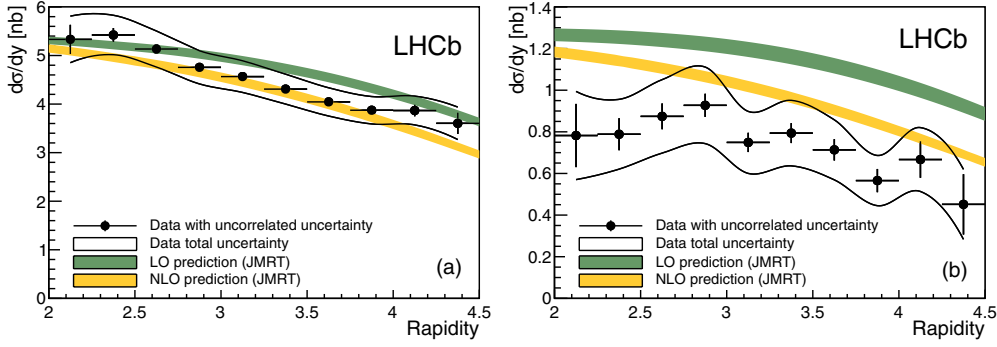 dσ/dy [nb]
6
5
4
3
2
1
0
LHCb
Data with uncorrelated uncertainty
Data total uncertainty
LO prediction (JMRT)
NLO prediction (JMRT)
(a)
2 2.5 3 3.5 4 4.5
Rapidity
dσ/dy [nb]
1.4
1.2
1
0.8
0.6
0.4
0.2
0
LHCb
Data with uncorrelated uncertainty
Data total uncertainty
LO prediction (JMRT)
NLO prediction (JMRT)
(b)
2 2.5 3 3.5 4 4.5
Rapidity